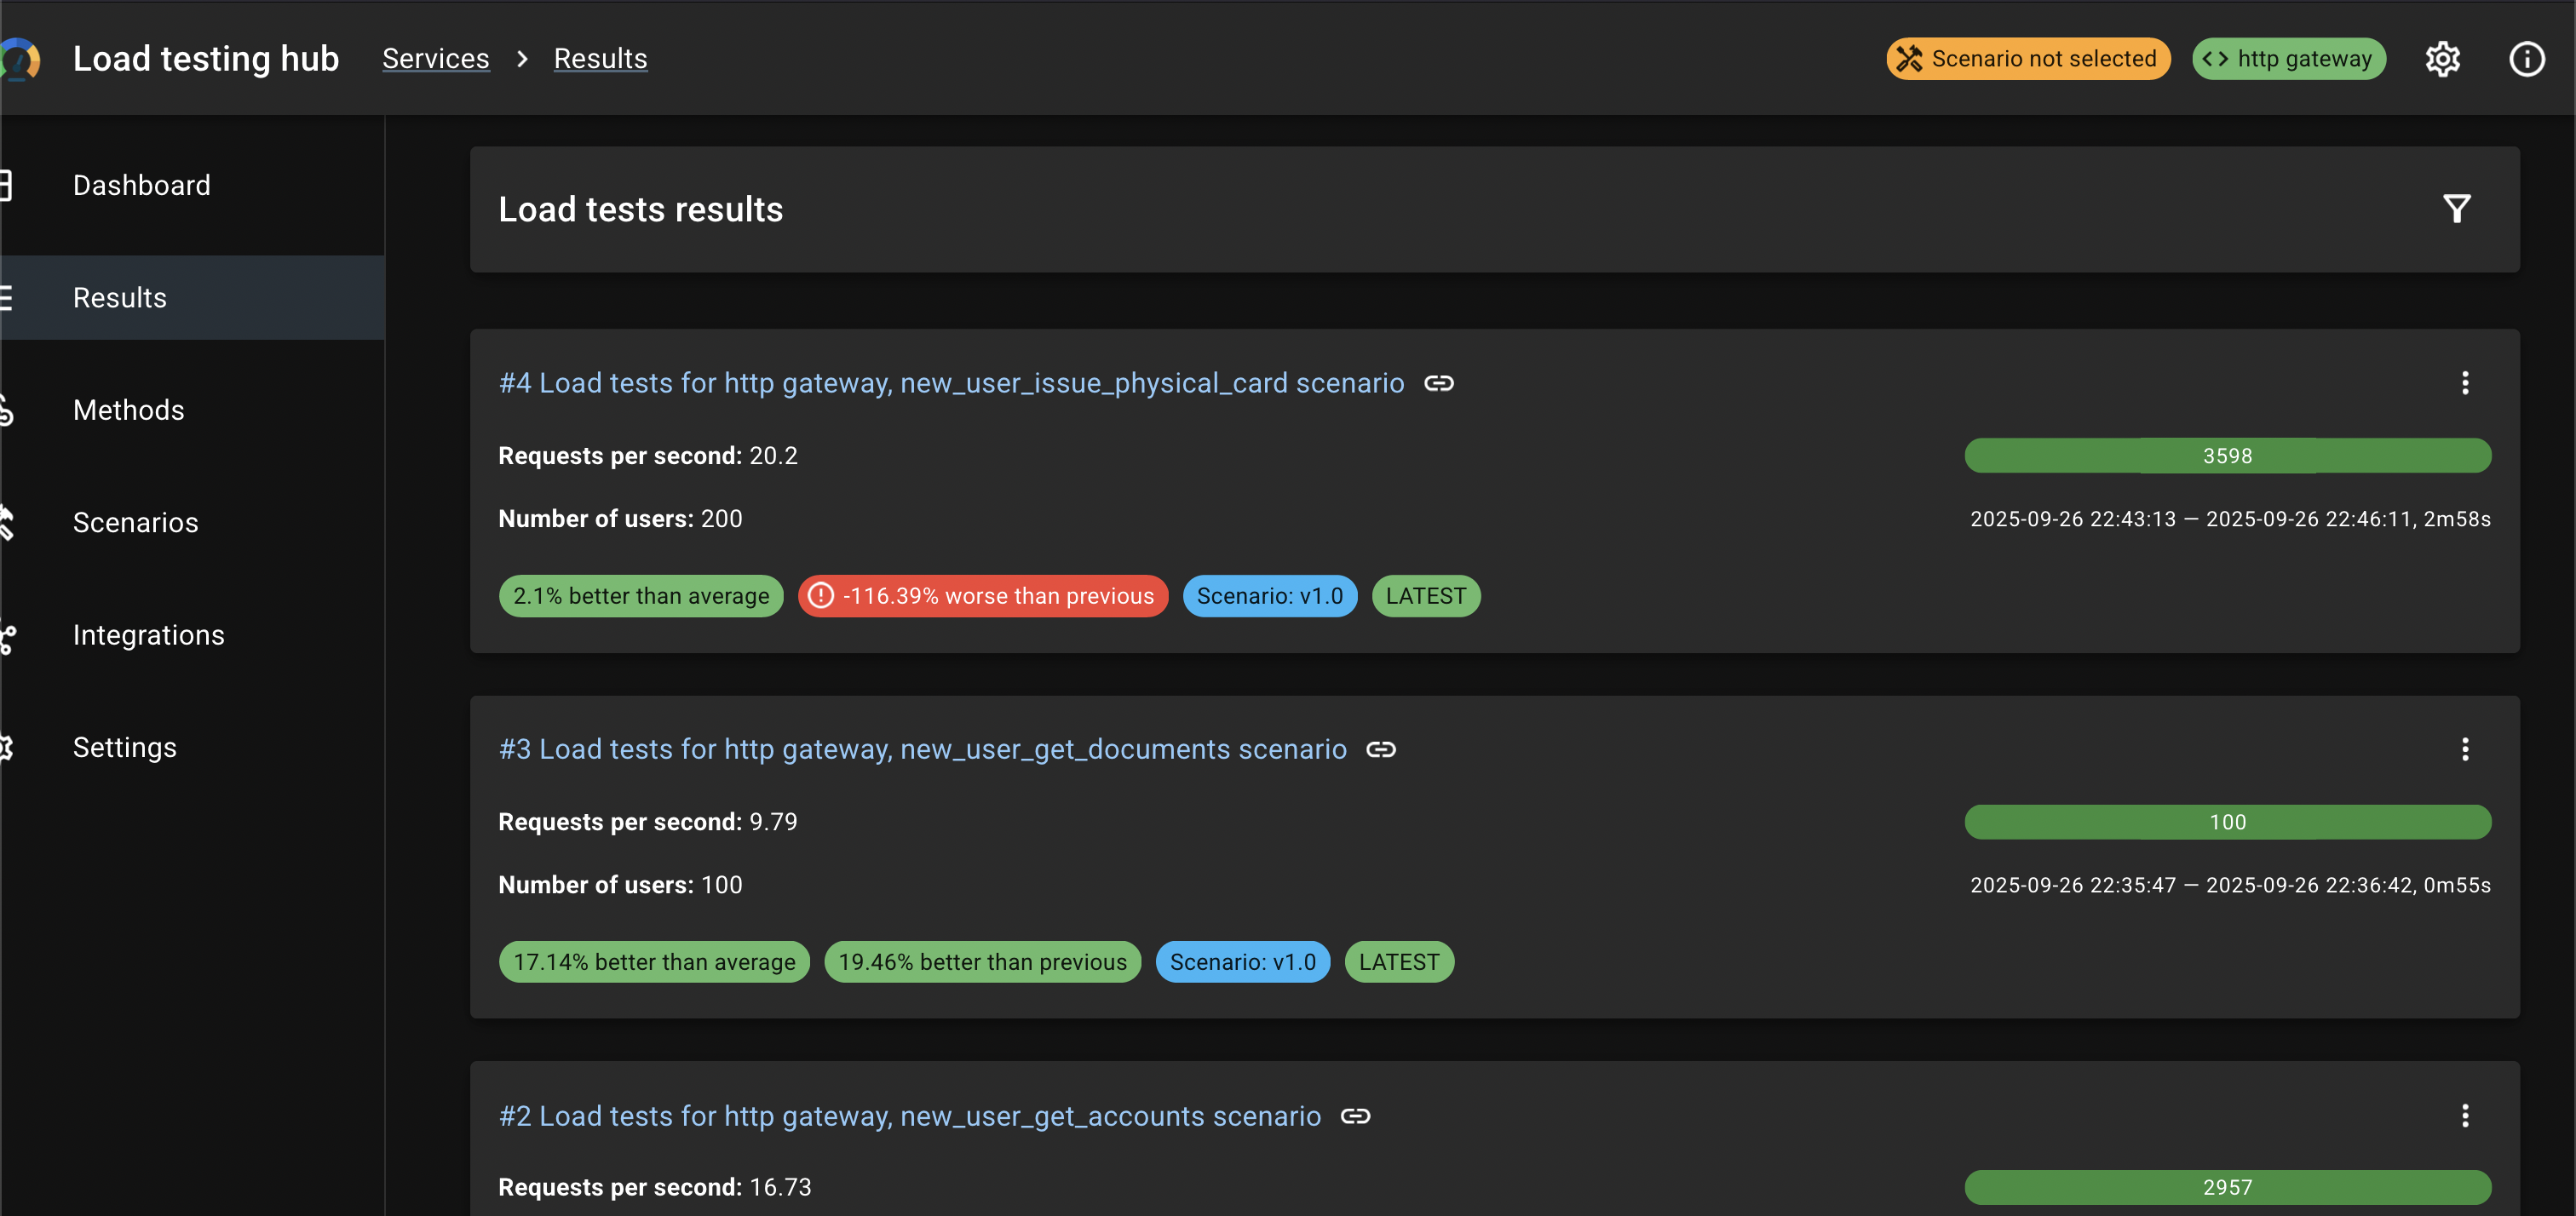 Load testing hub Services > Results Scenario not selected <> http gateway
Dashboard
Results
Methods
Scenarios
Integrations
Settings
Load tests results
#4 Load tests for http gateway, new_user_issue_physical_card scenario
Requests per second: 20.2
3598
Number of users: 200
2025-09-26 22:43:13 — 2025-09-26 22:46:11, 2m58s
2.1% better than average -116.39% worse than previous Scenario: v1.0 LATEST
#3 Load tests for http gateway, new_user_get_documents scenario
Requests per second: 9.79
100
Number of users: 100
2025-09-26 22:35:47 — 2025-09-26 22:36:42, 0m55s
17.14% better than average 19.46% better than previous Scenario: v1.0 LATEST
#2 Load tests for http gateway, new_user_get_accounts scenario
Requests per second: 16.73
2957